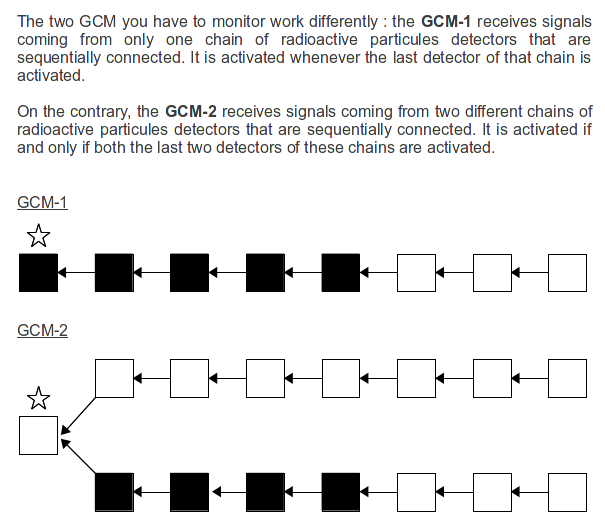 The two GCM you have to monitor work differently : the GCM-1 receives signals
coming from only one chain of radioactive particules detectors that are
sequentially connected. It is activated whenever the last detector of that chain is
activated.
On the contrary, the GCM-2 receives signals coming from two different chains of
radioactive particules detectors that are sequentially connected. It is activated if
and only if both the last two detectors of these chains are activated.
GCM-1
GCM-2